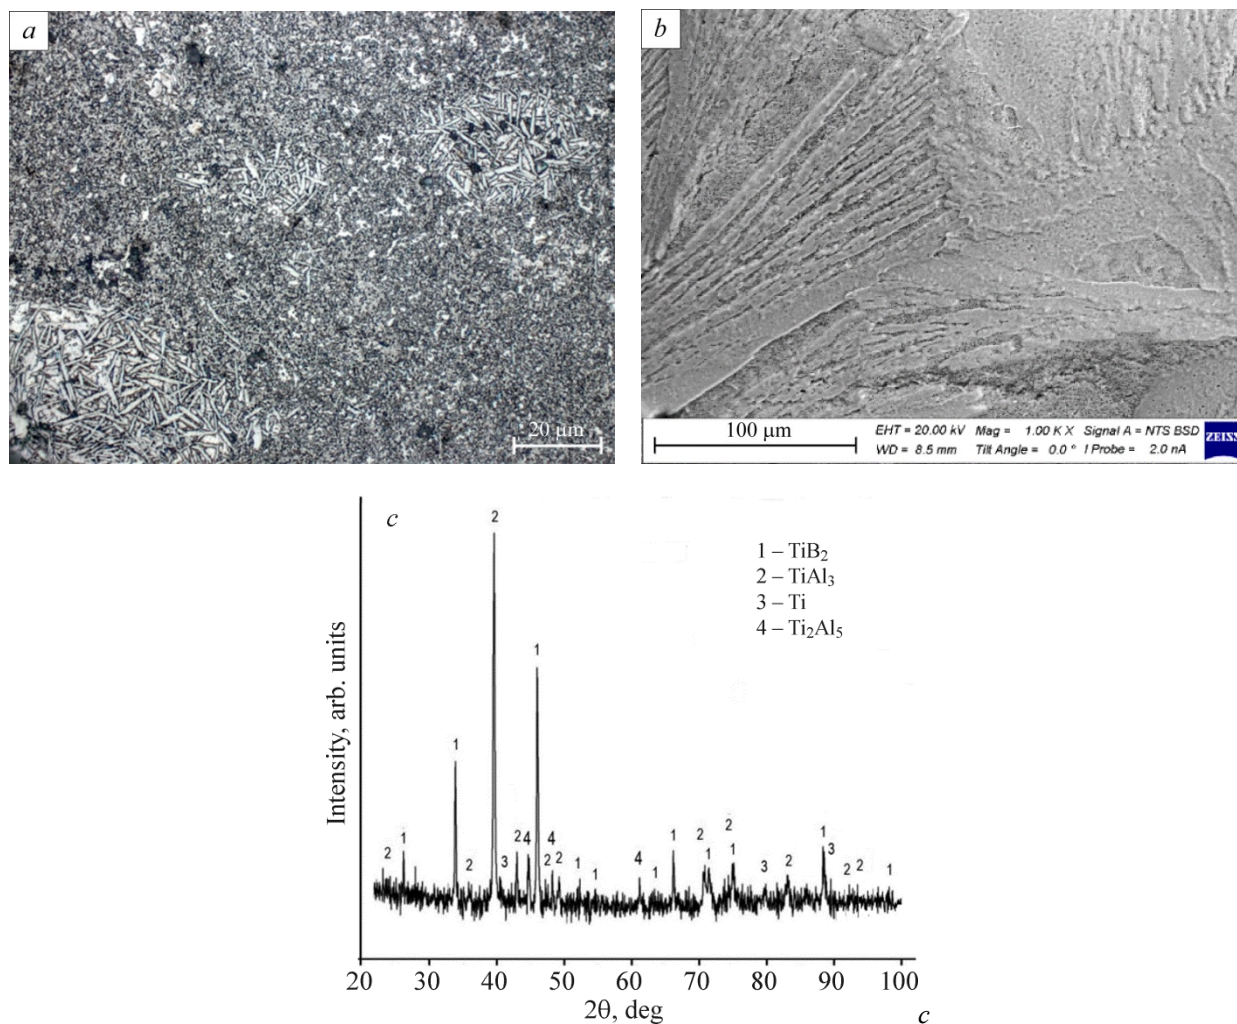 a
20 μm
b
100 μm
EHT = 20.00 kV Mag = 1.00 K X Signal A = NTS BSD
WD = 8.5 mm Tilt Angle = 0.0 ° I Probe = 2.0 nA
ZEISS
c
1 – TiB₂
2 – TiAl₃
3 – Ti
4 – Ti₂Al₅
Intensity, arb. units
2 1 1 2 2 3 2 4 1 2 4 2 1 1 4 1 1 2 1 2 1 3 2 1 3 2 2 1
20 30 40 50 60 70 80 90 100
2θ, deg
c